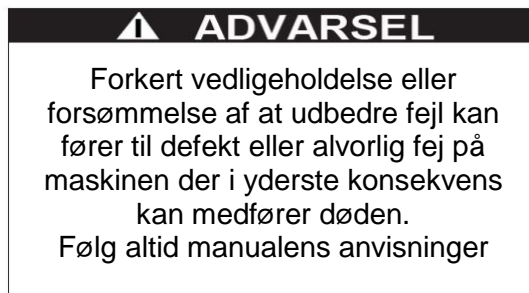 ADVARSEL
Forkert vedligeholdelse eller
forsømmelse af at udbedre fejl kan
fører til defekt eller alvorlig fej på
maskinen der i yderste konsekvens
kan medfører døden.
Følg altid manualens anvisninger